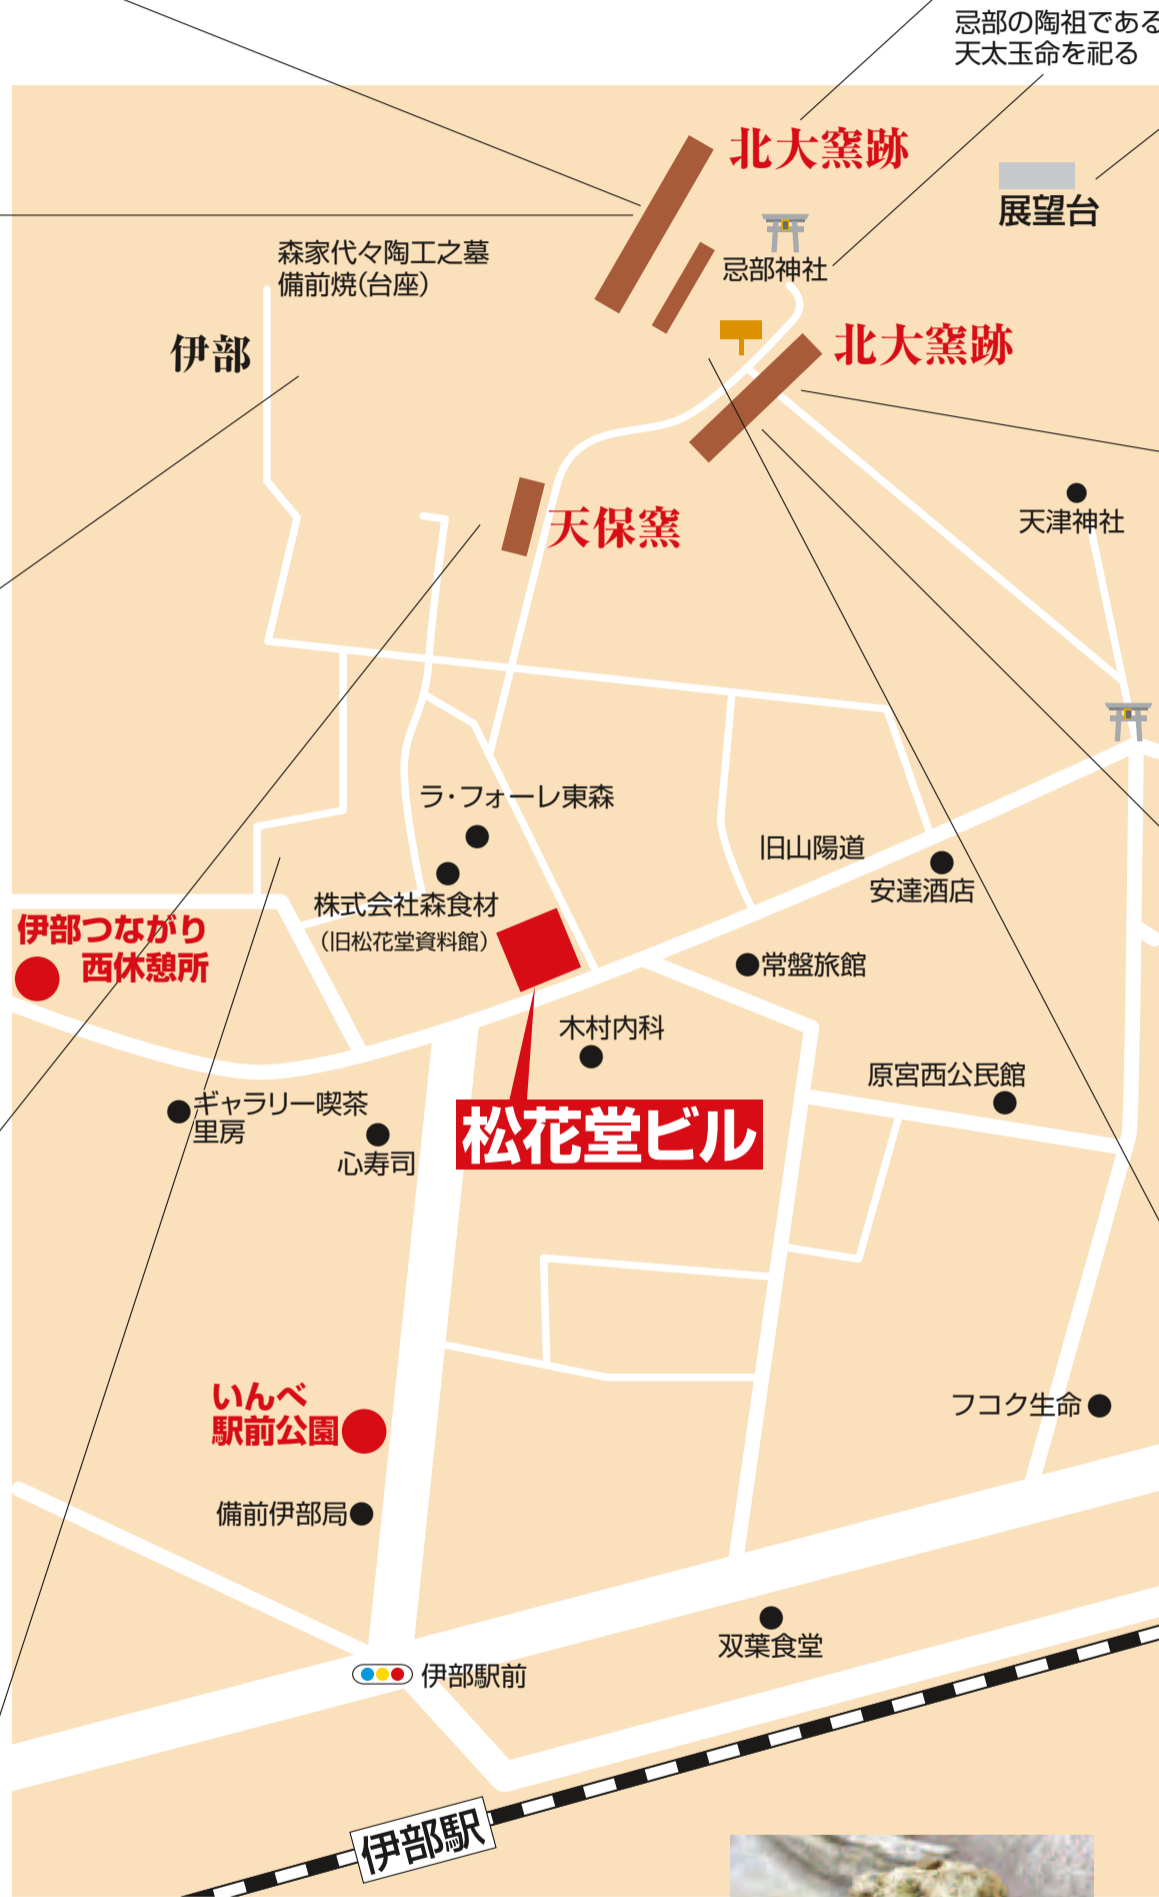 忌部の陶祖である
天太玉命を祀る
北大窯跡
展望台
忌部神社
森家代々陶工之墓
備前焼(台座)
伊部
北大窯跡
天津神社
天保窯
ラ・フォーレ東森
旧山陽道
安達酒店
株式会社森食材
（旧松花堂資料館）
伊部つながり
西休憩所
常盤旅館
木村内科
原宮西公民館
ギャラリー喫茶
里房
心寿司
松花堂ビル
いんべ
駅前公園
フコク生命
備前伊部局
双葉食堂
伊部駅前
伊部駅